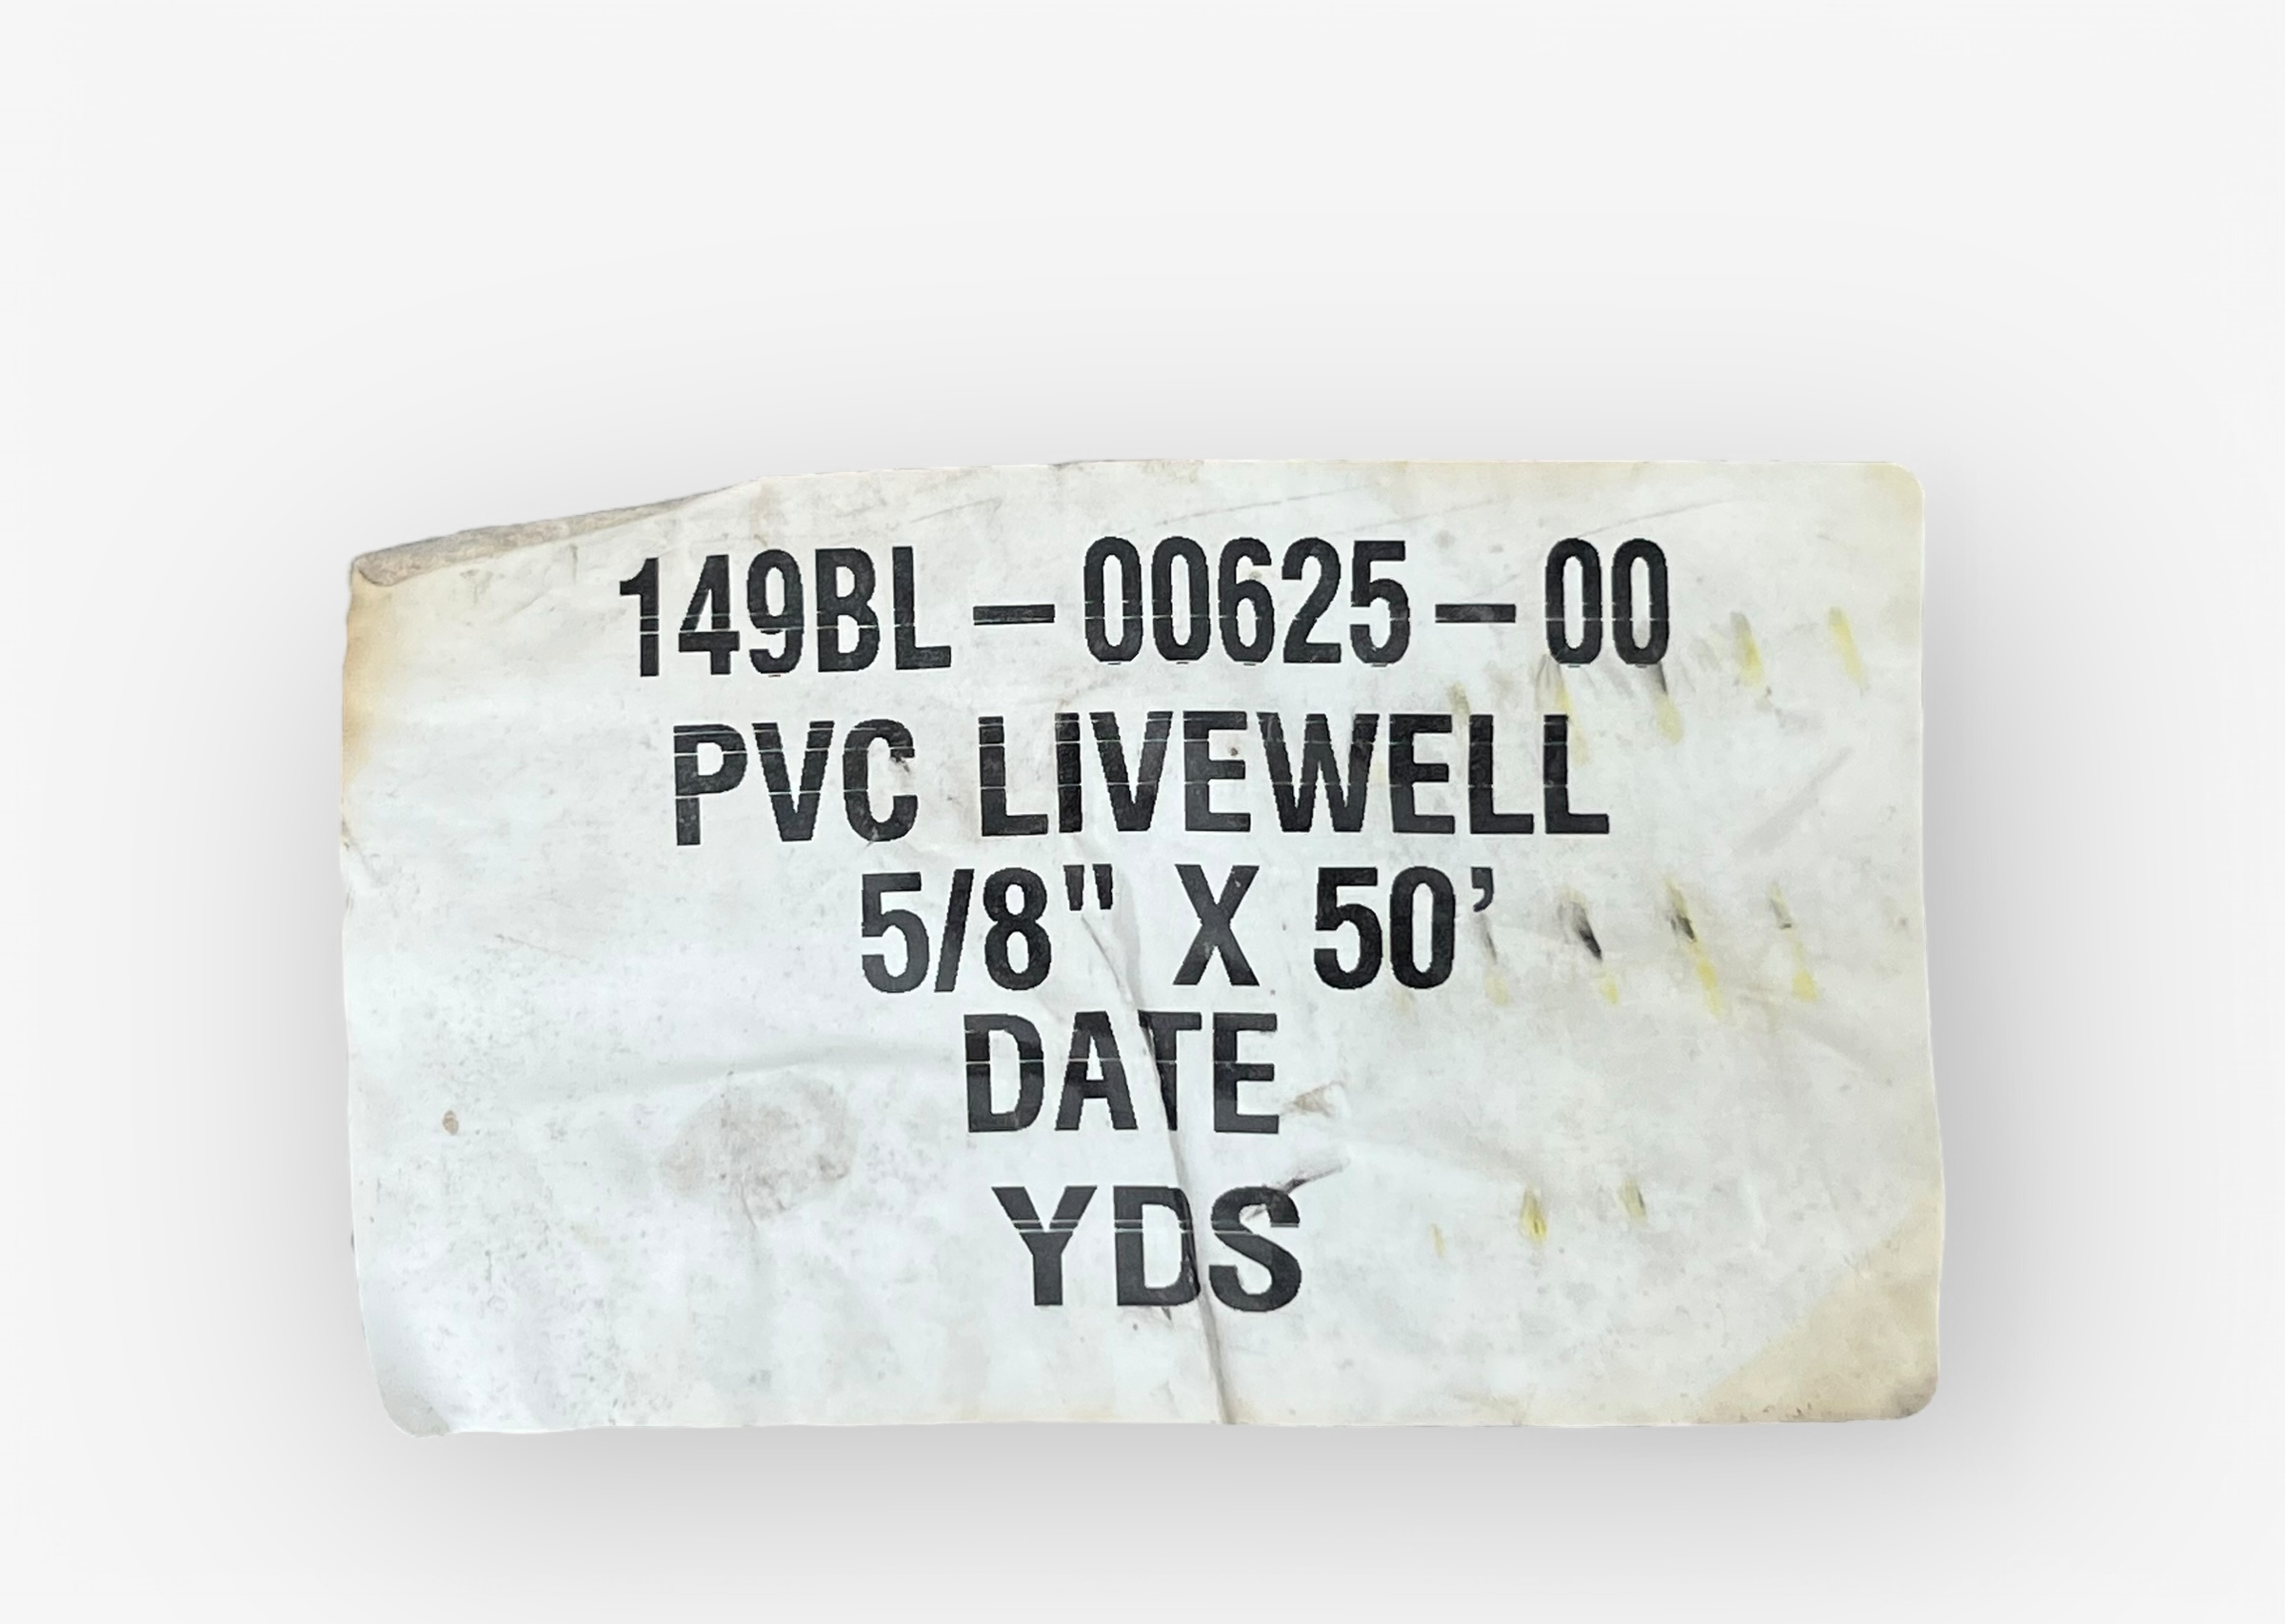 149BL-00625-00
PVC LIVEWELL
5/8" X 50’
DATE
YDS